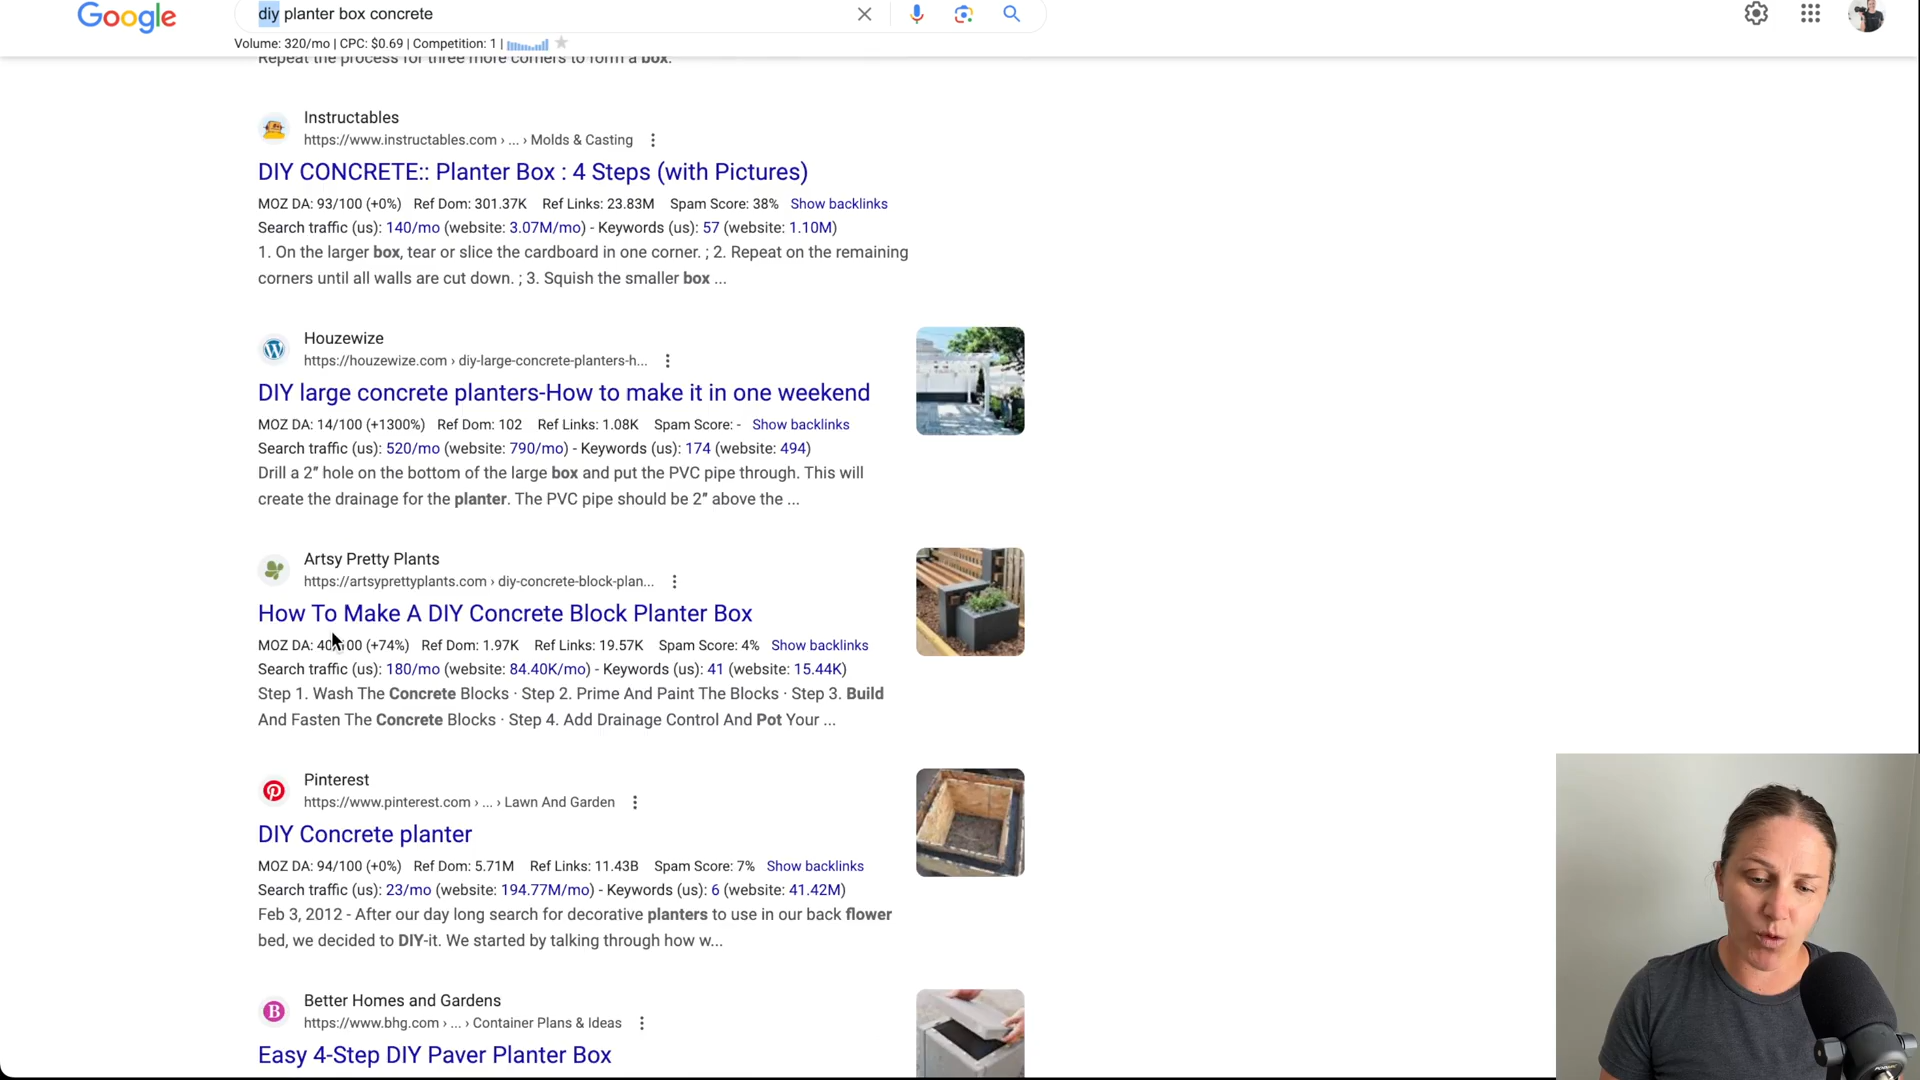 Google
diy planter box concrete
Volume: 320/mo | CPC: $0.69 | Competition: 1 |
Repeat the process for three more corners to form a box.
Instructables
https://www.instructables.com › ... › Molds & Casting
DIY CONCRETE:: Planter Box : 4 Steps (with Pictures)
MOZ DA: 93/100 (+0%) Ref Dom: 301.37K Ref Links: 23.83M Spam Score: 38% Show backlinks
Search traffic (us): 140/mo (website: 3.07M/mo) - Keywords (us): 57 (website: 1.10M)
1. On the larger box, tear or slice the cardboard in one corner. ; 2. Repeat on the remaining
corners until all walls are cut down. ; 3. Squish the smaller box ...
Houzewize
https://houzewize.com › diy-large-concrete-planters-h...
DIY large concrete planters-How to make it in one weekend
MOZ DA: 14/100 (+1300%) Ref Dom: 102 Ref Links: 1.08K Spam Score: - Show backlinks
Search traffic (us): 520/mo (website: 790/mo) - Keywords (us): 174 (website: 494)
Drill a 2″ hole on the bottom of the large box and put the PVC pipe through. This will
create the drainage for the planter. The PVC pipe should be 2″ above the ...
Artsy Pretty Plants
https://artsyprettyplants.com › diy-concrete-block-plan...
How To Make A DIY Concrete Block Planter Box
MOZ DA: 40/100 (+74%) Ref Dom: 1.97K Ref Links: 19.57K Spam Score: 4% Show backlinks
Search traffic (us): 180/mo (website: 84.40K/mo) - Keywords (us): 41 (website: 15.44K)
Step 1. Wash The Concrete Blocks · Step 2. Prime And Paint The Blocks · Step 3. Build
And Fasten The Concrete Blocks · Step 4. Add Drainage Control And Pot Your ...
Pinterest
https://www.pinterest.com › ... › Lawn And Garden
DIY Concrete planter
MOZ DA: 94/100 (+0%) Ref Dom: 5.71M Ref Links: 11.43B Spam Score: 7% Show backlinks
Search traffic (us): 23/mo (website: 194.77M/mo) - Keywords (us): 6 (website: 41.42M)
Feb 3, 2012 - After our day long search for decorative planters to use in our back flower
bed, we decided to DIY-it. We started by talking through how w...
Better Homes and Gardens
https://www.bhg.com › ... › Container Plans & Ideas
Easy 4-Step DIY Paver Planter Box